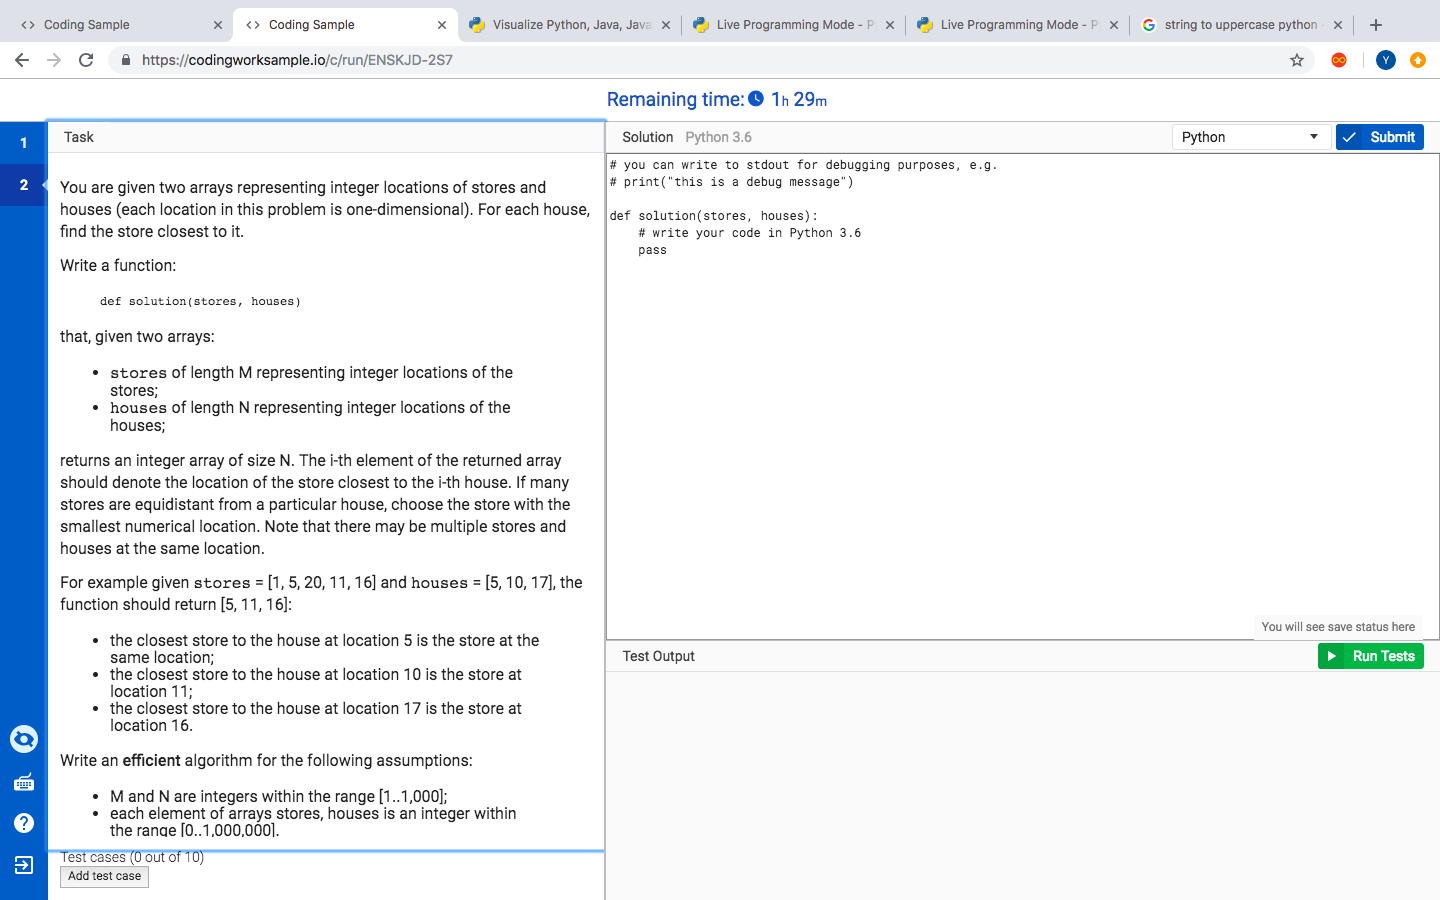 Coding Sample
Coding Sample
Visualize Python, Java, Java
Live Programming Mode - P
Live Programming Mode - P
string to uppercase python -
https://codingworksample.io/c/run/ENSKJD-2S7
Y
Remaining time: 1h 29m
1
2
Task
You are given two arrays representing integer locations of stores and
houses (each location in this problem is one-dimensional). For each house,
find the store closest to it.
Write a function:
def solution(stores, houses)
that, given two arrays:
• stores of length M representing integer locations of the
stores;
• houses of length N representing integer locations of the
houses;
returns an integer array of size N. The i-th element of the returned array
should denote the location of the store closest to the i-th house. If many
stores are equidistant from a particular house, choose the store with the
smallest numerical location. Note that there may be multiple stores and
houses at the same location.
For example given stores = [1, 5, 20, 11, 16] and houses = [5, 10, 17], the
function should return [5, 11, 16]:
• the closest store to the house at location 5 is the store at the
same location;
• the closest store to the house at location 10 is the store at
location 11;
• the closest store to the house at location 17 is the store at
location 16.
Write an efficient algorithm for the following assumptions:
• M and N are integers within the range [1..1,000];
• each element of arrays stores, houses is an integer within
the range [0..1,000,000].
Test cases (0 out of 10)
Add test case
Solution Python 3.6
Python
Submit
# you can write to stdout for debugging purposes, e.g.
# print("this is a debug message")
def solution(stores, houses):
# write your code in Python 3.6
pass
You will see save status here
Test Output
Run Tests